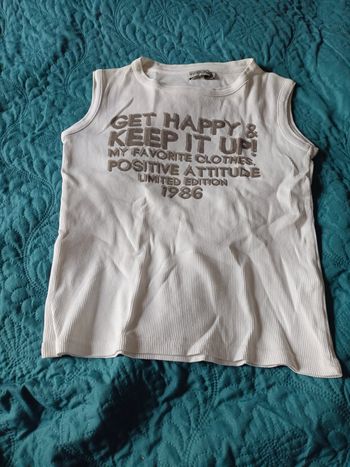 GET HAPPY &
KEEP IT UP!
MY FAVORITE CLOTHES.
POSITIVE ATTITUDE
LIMITED EDITION
1986